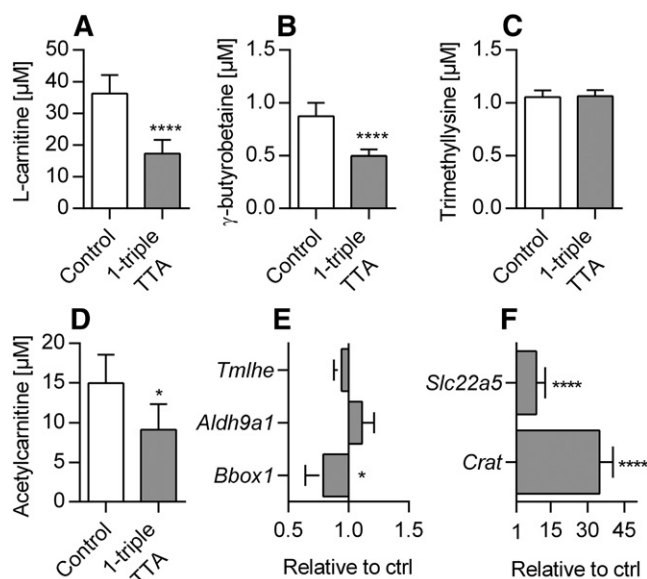 A
L-carnitine [µM]
50
40
30
20
10
0
****
Control
1-triple
TTA
B
γ-butyrobetaine [µM]
1.5
1.0
0.5
0.0
****
Control
1-triple
TTA
C
Trimethyllysine [µM]
1.5
1.0
0.5
0.0
Control
1-triple
TTA
D
Acetylcarnitine [µM]
20
15
10
5
0
*
Control
1-triple
TTA
E
Tmlhe
Aldh9a1
Bbox1
*
0.5 1.0 1.5
Relative to ctrl
F
Slc22a5
****
Crat
****
1 15 30 45
Relative to ctrl